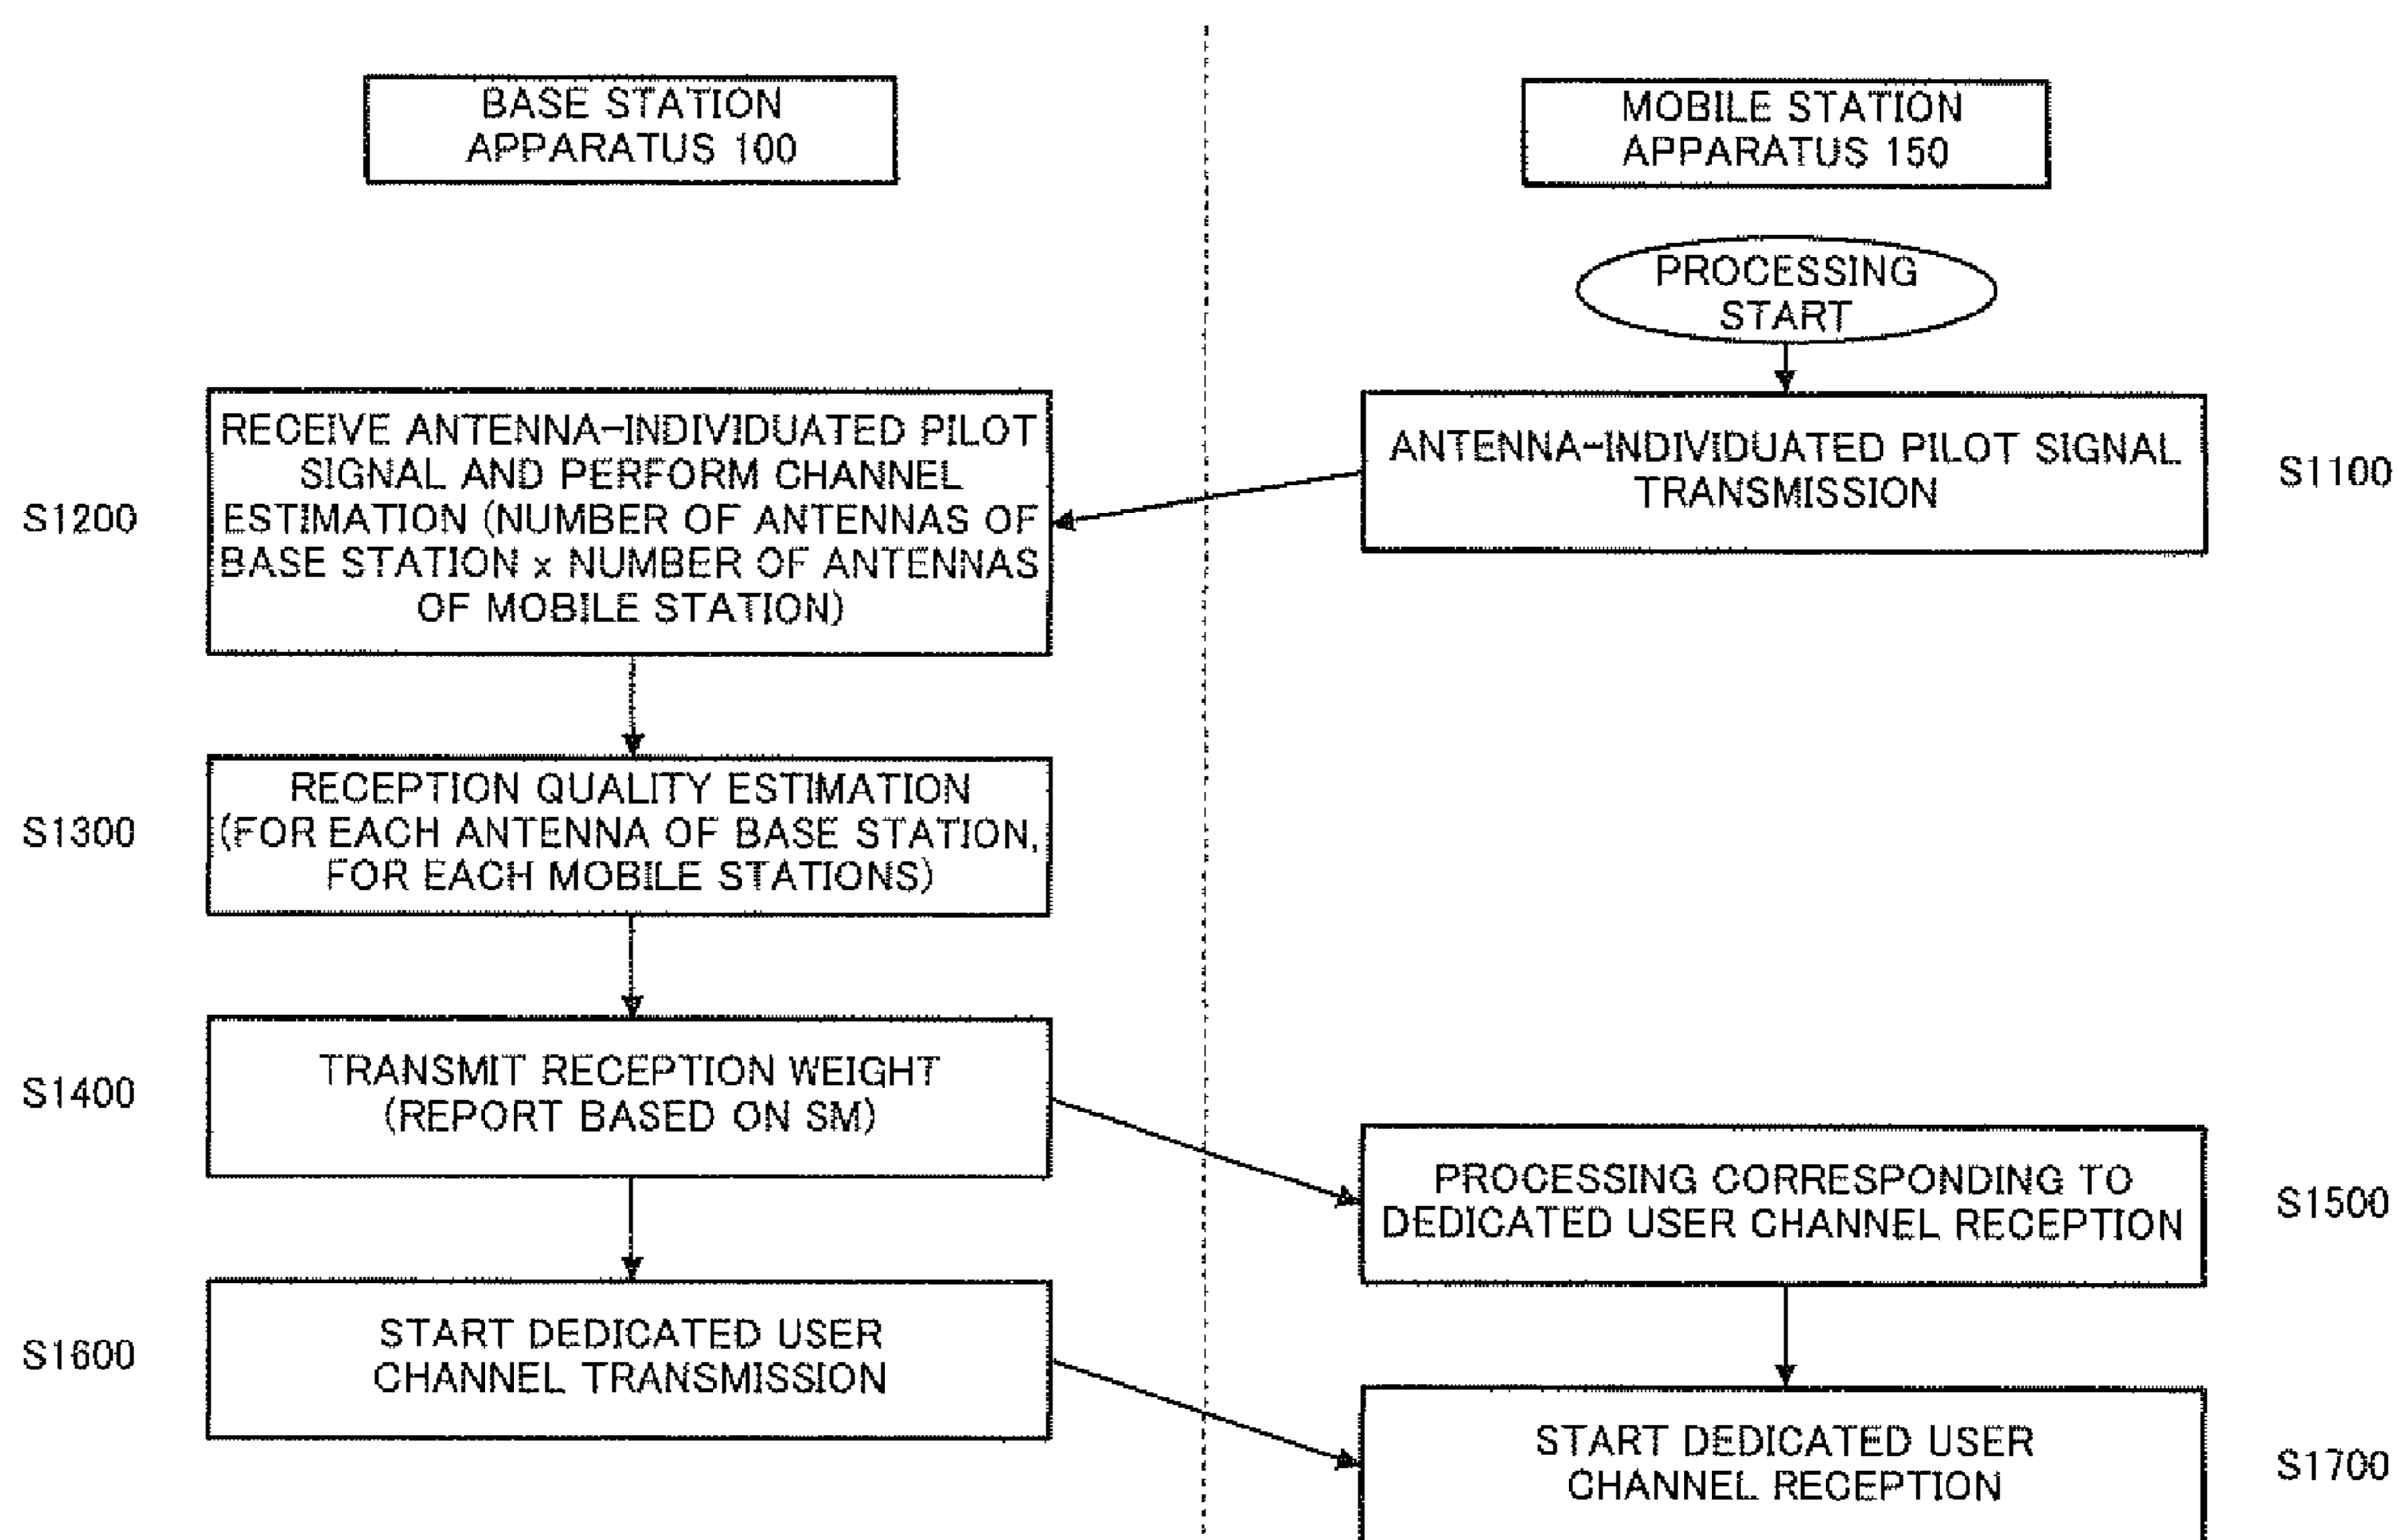 BASE STATION
APPARATUS 100
MOBILE STATION
APPARATUS 150
PROCESSING
START
ANTENNA-INDIVIDUATED PILOT SIGNAL
TRANSMISSION
S1100
S1200
RECEIVE ANTENNA-INDIVIDUATED PILOT
SIGNAL AND PERFORM CHANNEL
ESTIMATION (NUMBER OF ANTENNAS OF
BASE STATION x NUMBER OF ANTENNAS
OF MOBILE STATION)
S1300
RECEPTION QUALITY ESTIMATION
(FOR EACH ANTENNA OF BASE STATION,
FOR EACH MOBILE STATIONS)
S1400
TRANSMIT RECEPTION WEIGHT
(REPORT BASED ON SM)
PROCESSING CORRESPONDING TO
DEDICATED USER CHANNEL RECEPTION
S1500
S1600
START DEDICATED USER
CHANNEL TRANSMISSION
START DEDICATED USER
CHANNEL RECEPTION
S1700